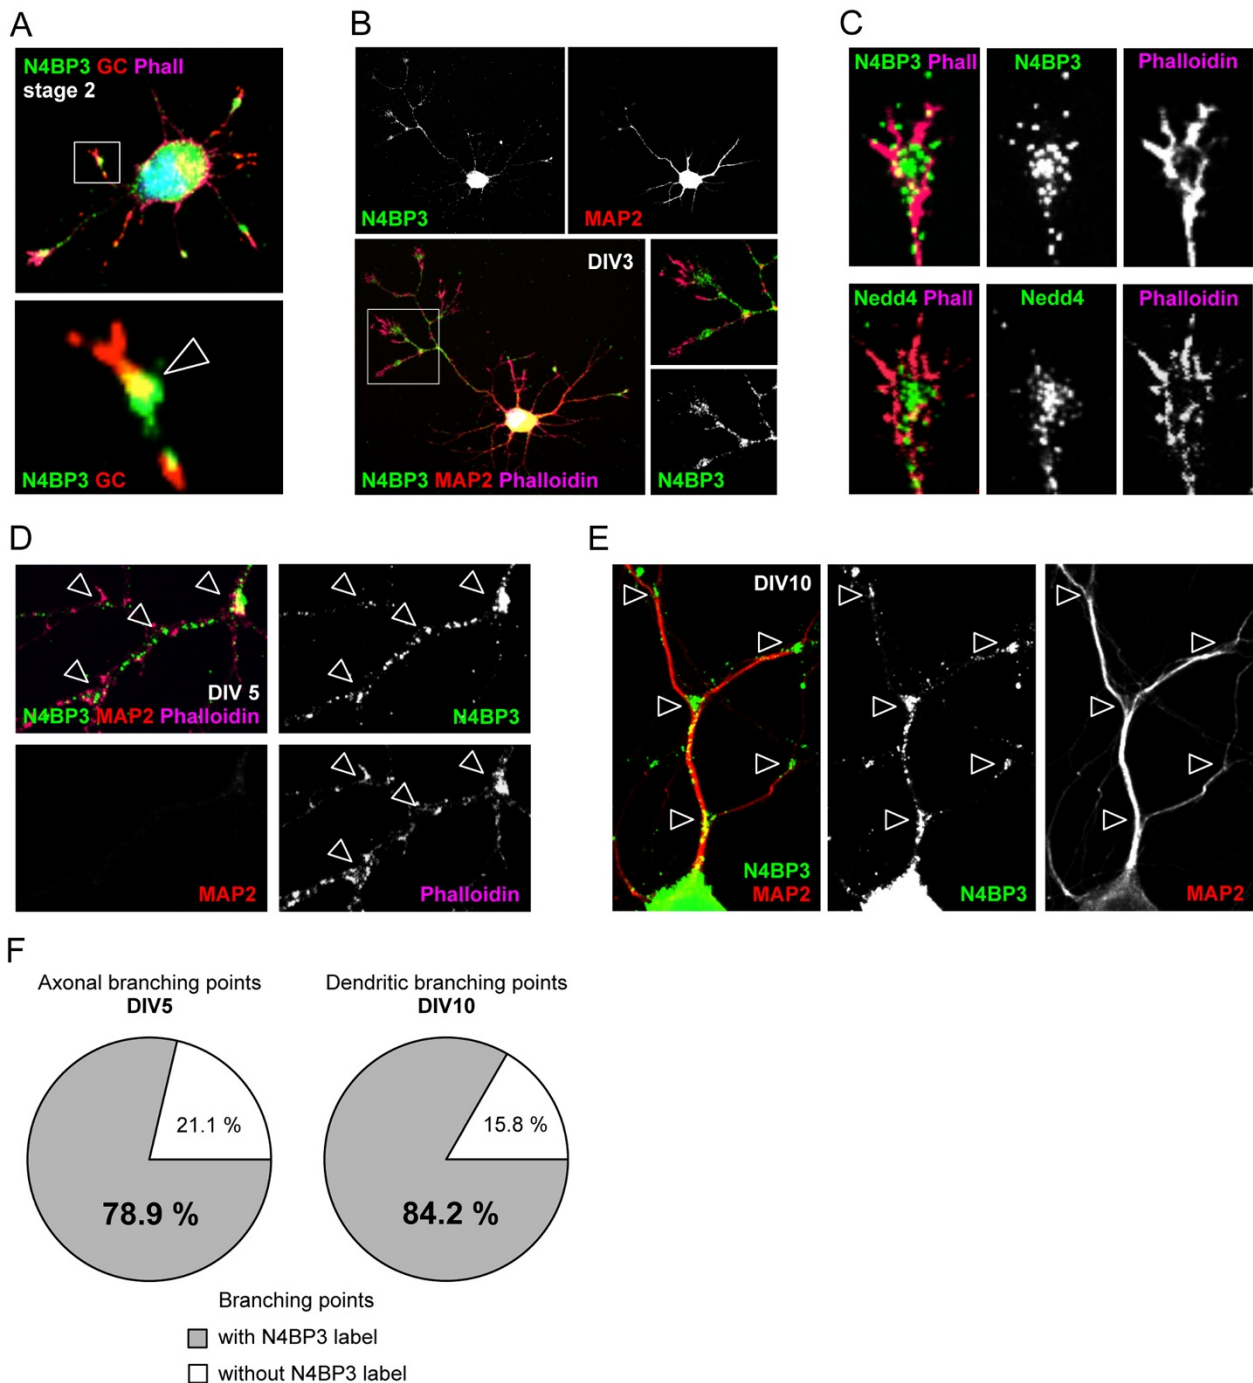 A
N4BP3 GC Phall
stage 2
N4BP3 GC
B
N4BP3
MAP2
DIV3
N4BP3 MAP2 Phalloidin
N4BP3
C
N4BP3 Phall
N4BP3
Phalloidin
Nedd4 Phall
Nedd4
Phalloidin
D
DIV 5
N4BP3 MAP2 Phalloidin
N4BP3
MAP2
Phalloidin
E
DIV10
N4BP3
MAP2
N4BP3
MAP2
F
Axonal branching points
DIV5
21.1 %
78.9 %
Dendritic branching points
DIV10
15.8 %
84.2 %
Branching points
with N4BP3 label
without N4BP3 label